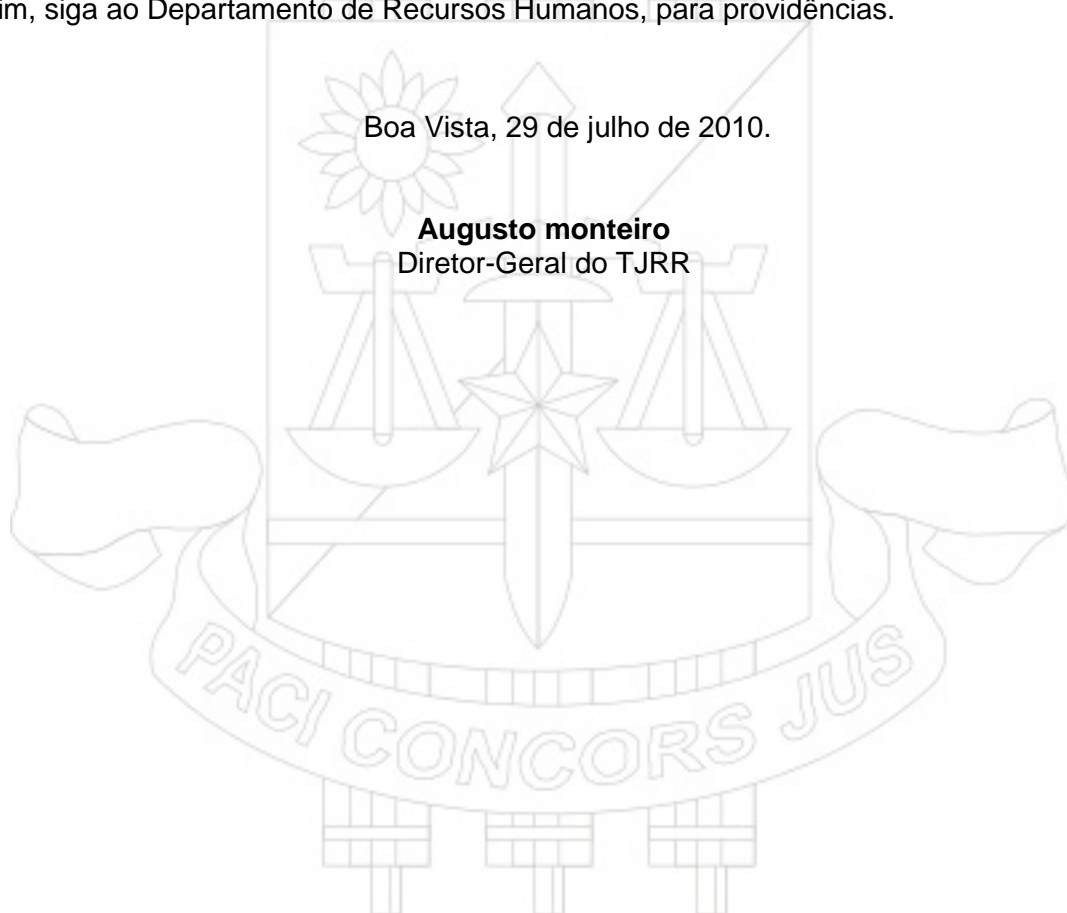 im, siga ao Departamento de Recursos Humanos, para providências.
Boa Vista, 29 de julho de 2010.
Augusto monteiro
Diretor-Geral do TJRR
PACI CONCORS JUS